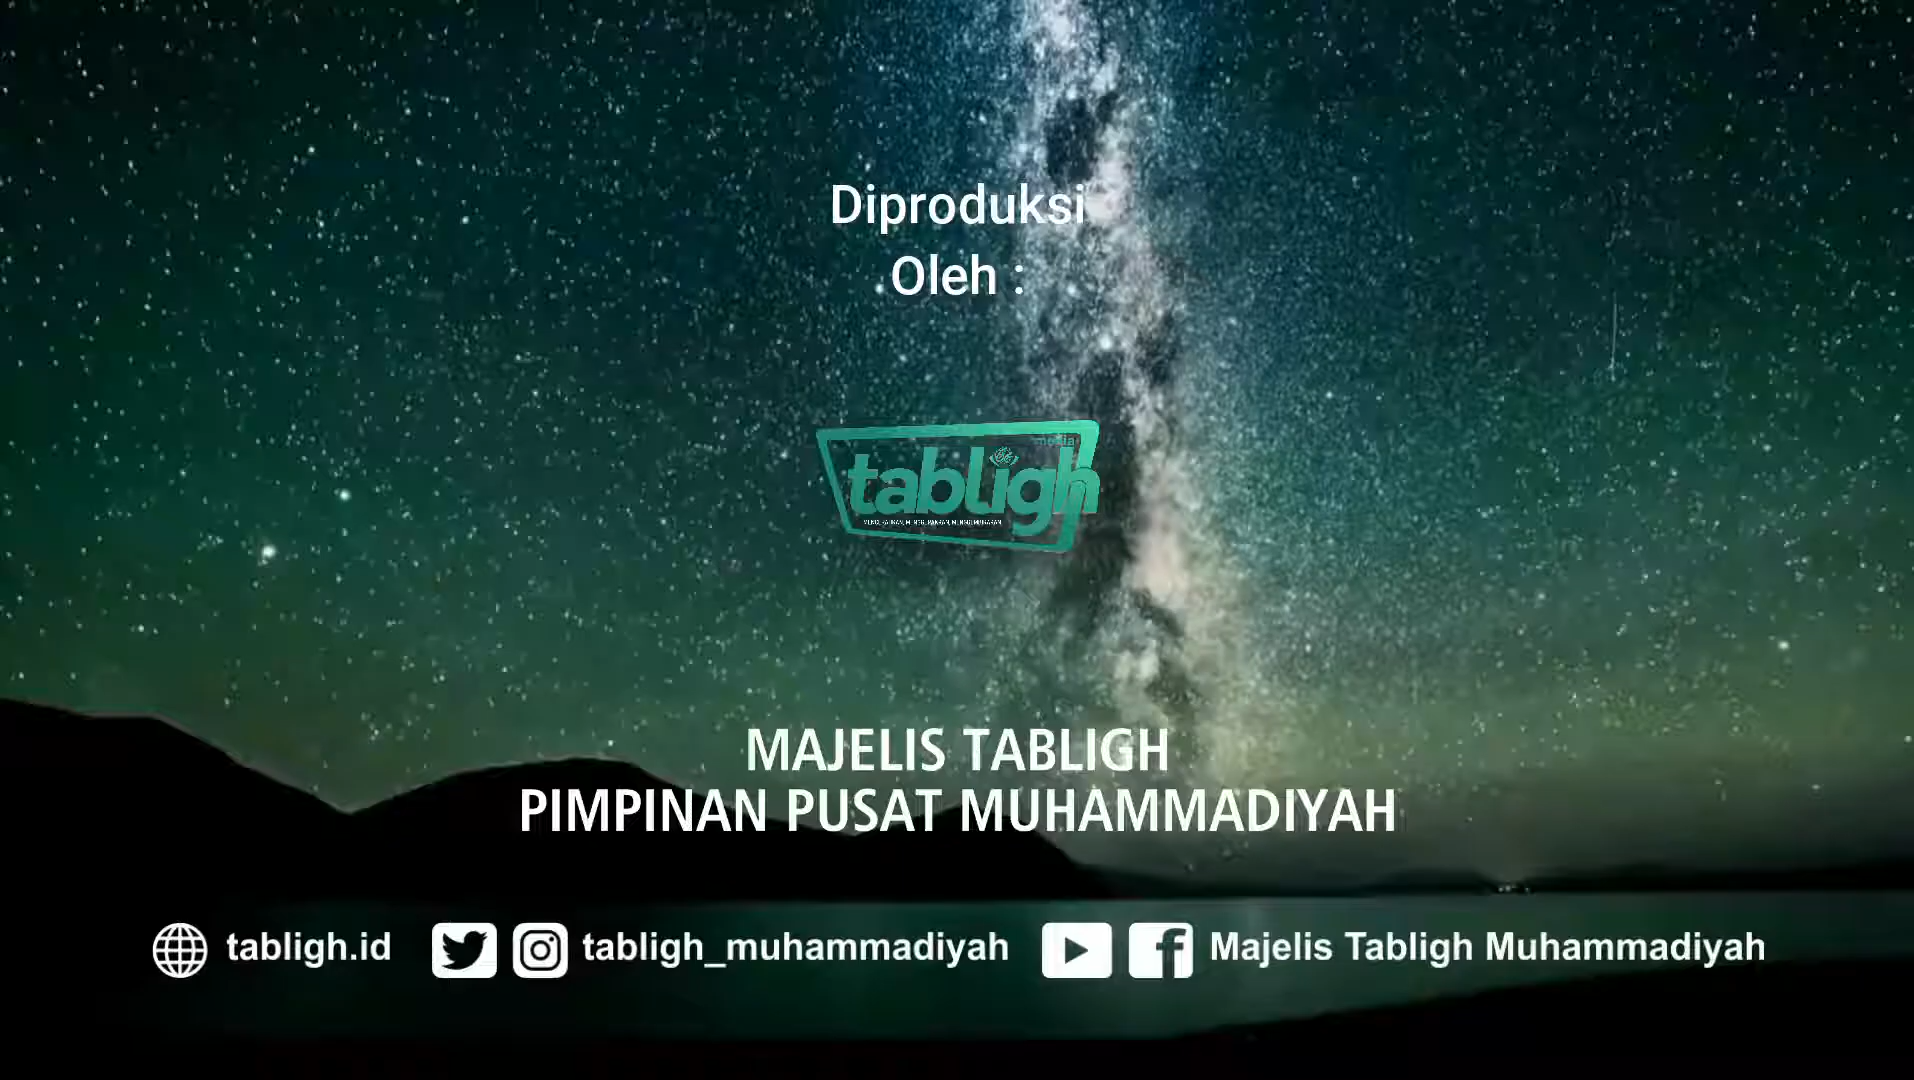 Diproduksi
Oleh :
media
tabligh
MAJELIS TABLIGH
PIMPINAN PUSAT MUHAMMADIYAH
tabligh.id tabligh_muhammadiyah Majelis Tabligh Muhammadiyah